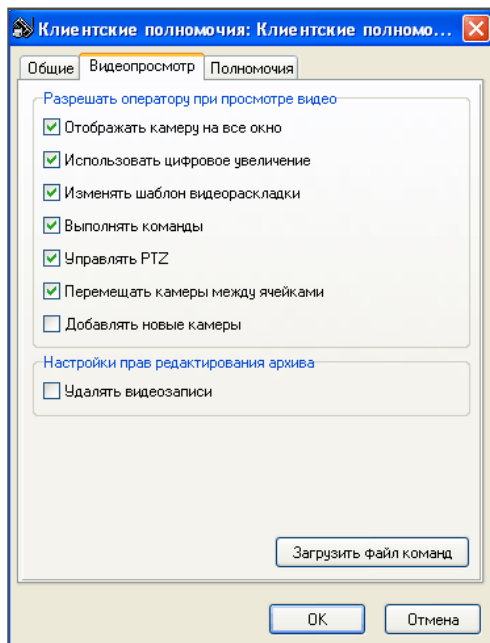 Клиентские полномочия: Клиентские полномо...
Общие Видеопросмотр Полномочия
Разрешать оператору при просмотре видео
Отображать камеру на все окно
Использовать цифровое увеличение
Изменять шаблон видеораскладки
Выполнять команды
Управлять PTZ
Перемещать камеры между ячейками
Добавлять новые камеры
Настройки прав редактирования архива
Удалять видеозаписи
Загрузить файл команд
OK Отмена